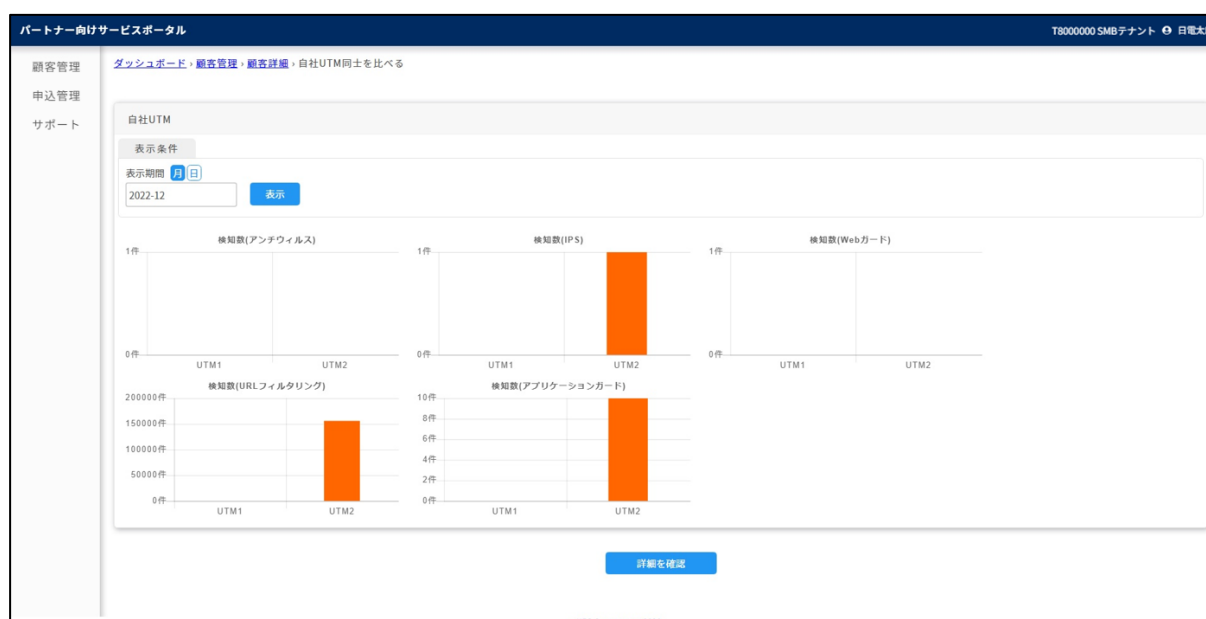 パートナー向けサービスポータル
T8000000 SMBテナント 日電太
顧客管理
申込管理
サポート
ダッシュボード › 顧客管理 › 顧客詳細 › 自社UTM同士を比べる
自社UTM
表示条件
表示期間 月 日
2022-12
表示
検知数(アンチウィルス)
1件
0件
UTM1 UTM2
検知数(IPS)
1件
0件
UTM1 UTM2
検知数(Webガード)
1件
0件
UTM1 UTM2
検知数(URLフィルタリング)
200000件
150000件
100000件
50000件
0件
UTM1 UTM2
検知数(アプリケーションガード)
10件
8件
6件
4件
2件
0件
UTM1 UTM2
詳細を確認